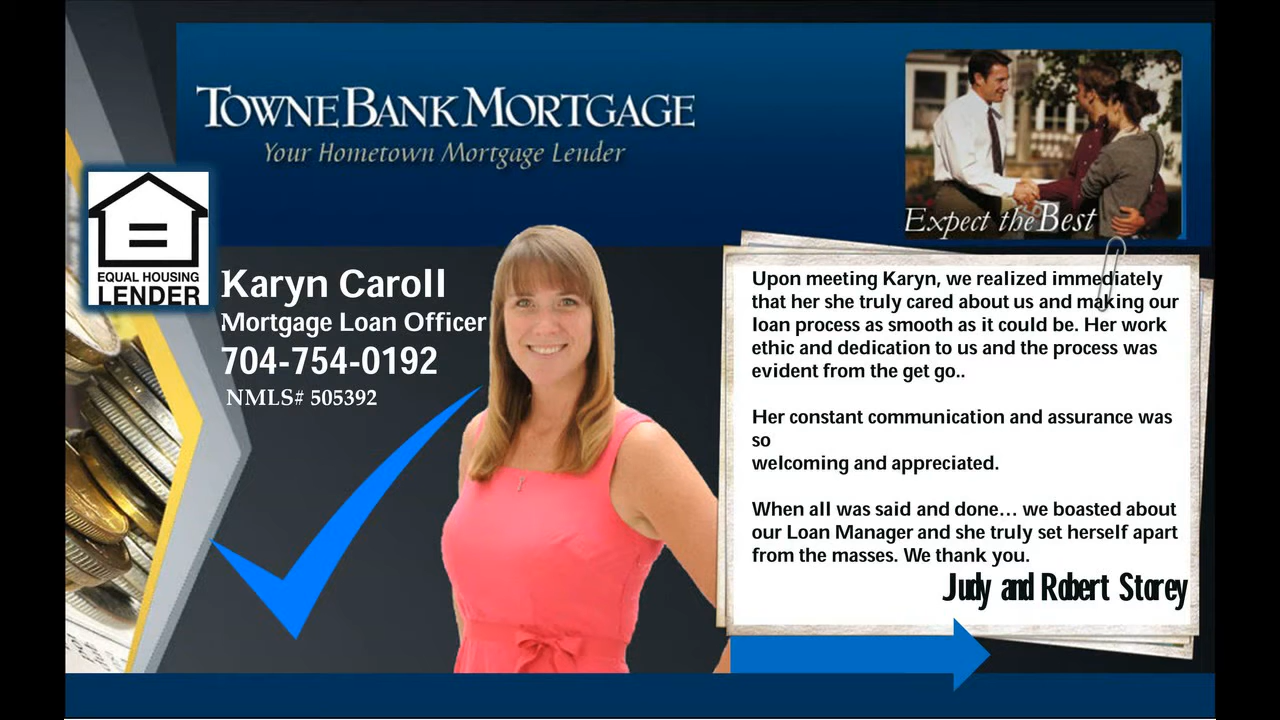 TOWNEBANK MORTGAGE
Your Hometown Mortgage Lender
Expect the Best
EQUAL HOUSING
LENDER
Karyn Caroll
Mortgage Loan Officer
704-754-0192
NMLS# 505392
Upon meeting Karyn, we realized immediately
that her she truly cared about us and making our
loan process as smooth as it could be. Her work
ethic and dedication to us and the process was
evident from the get go..
Her constant communication and assurance was
so
welcoming and appreciated.
When all was said and done… we boasted about
our Loan Manager and she truly set herself apart
from the masses. We thank you.
Judy and Robert Storey